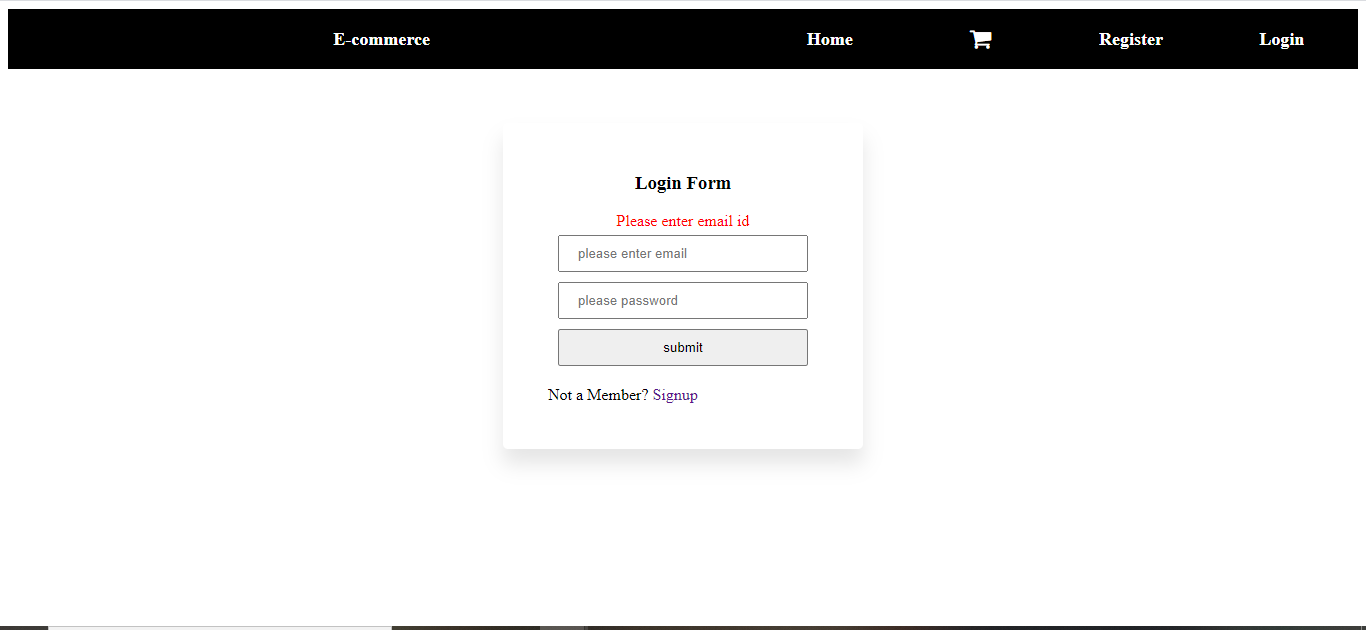 E-commerce Home Register Login
Login Form
Please enter email id
please enter email
please password
submit
Not a Member? Signup